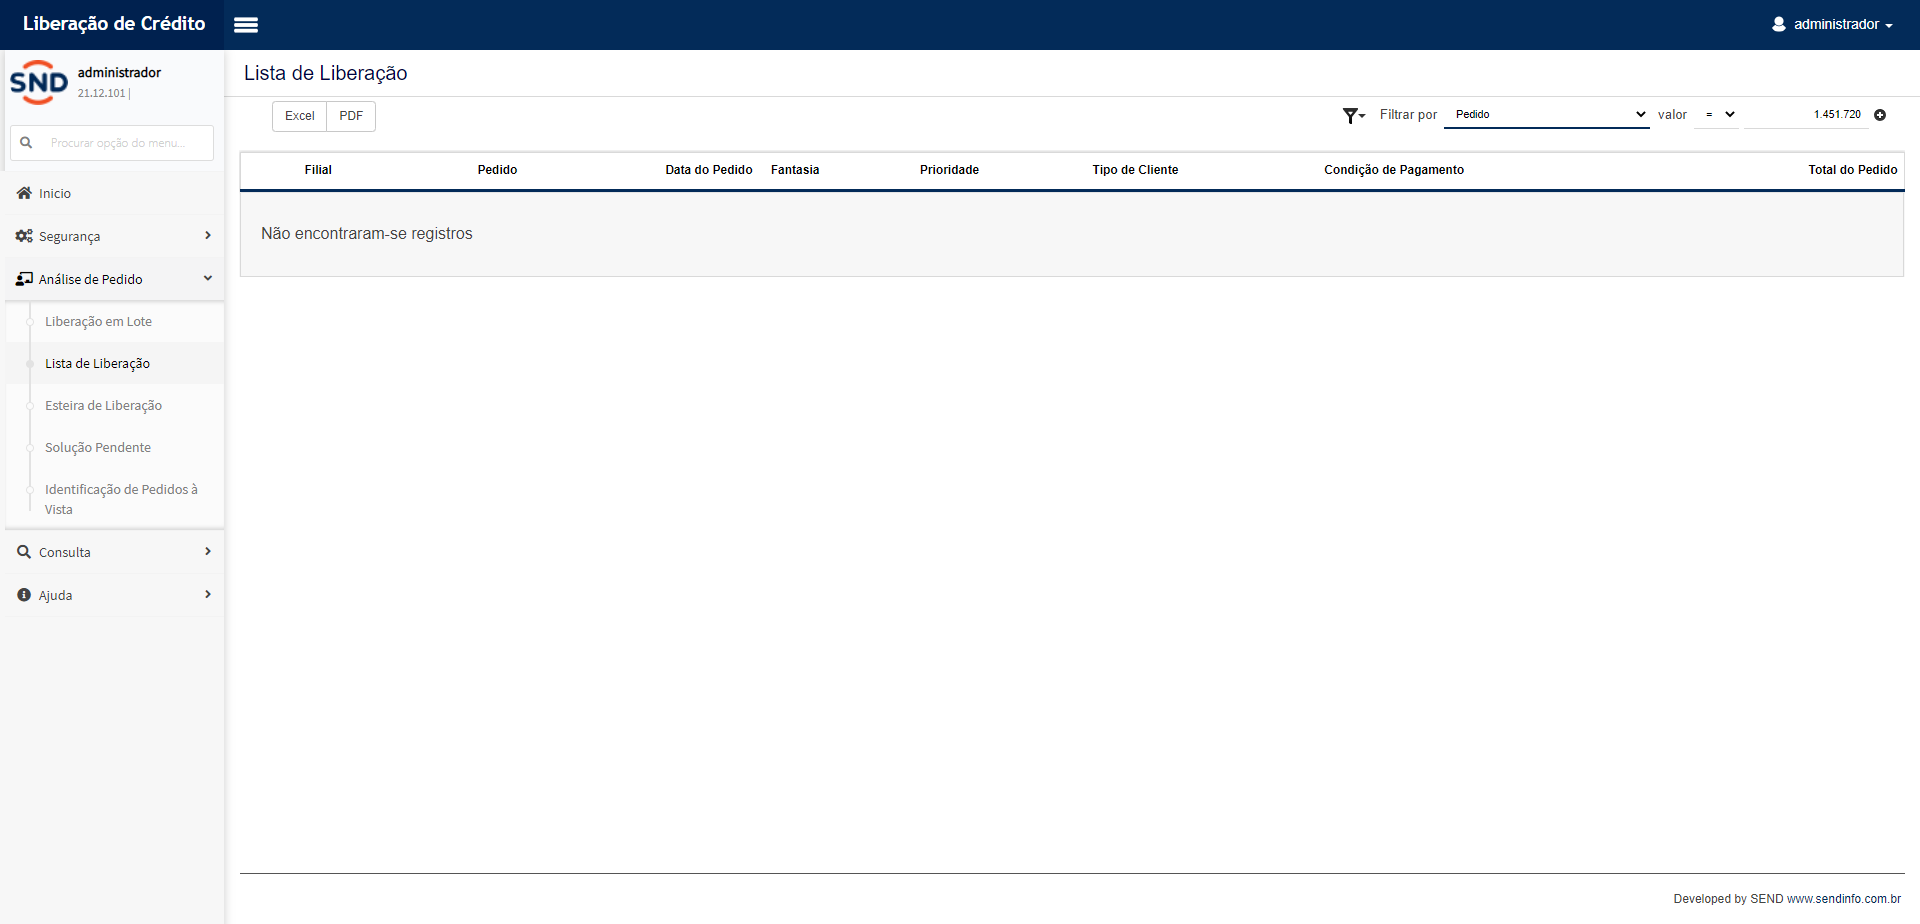 Liberação de Crédito
administrador
SND
administrador
21.12.101 |
Procurar opção do menu...
Inicio
Segurança
Análise de Pedido
Liberação em Lote
Lista de Liberação
Esteira de Liberação
Solução Pendente
Identificação de Pedidos à
Vista
Consulta
Ajuda
Lista de Liberação
Excel PDF
Filtrar por Pedido valor = 1.451.720
Filial Pedido Data do Pedido Fantasia Prioridade Tipo de Cliente Condição de Pagamento Total do Pedido
Não encontraram-se registros
Developed by SEND www.sendinfo.com.br